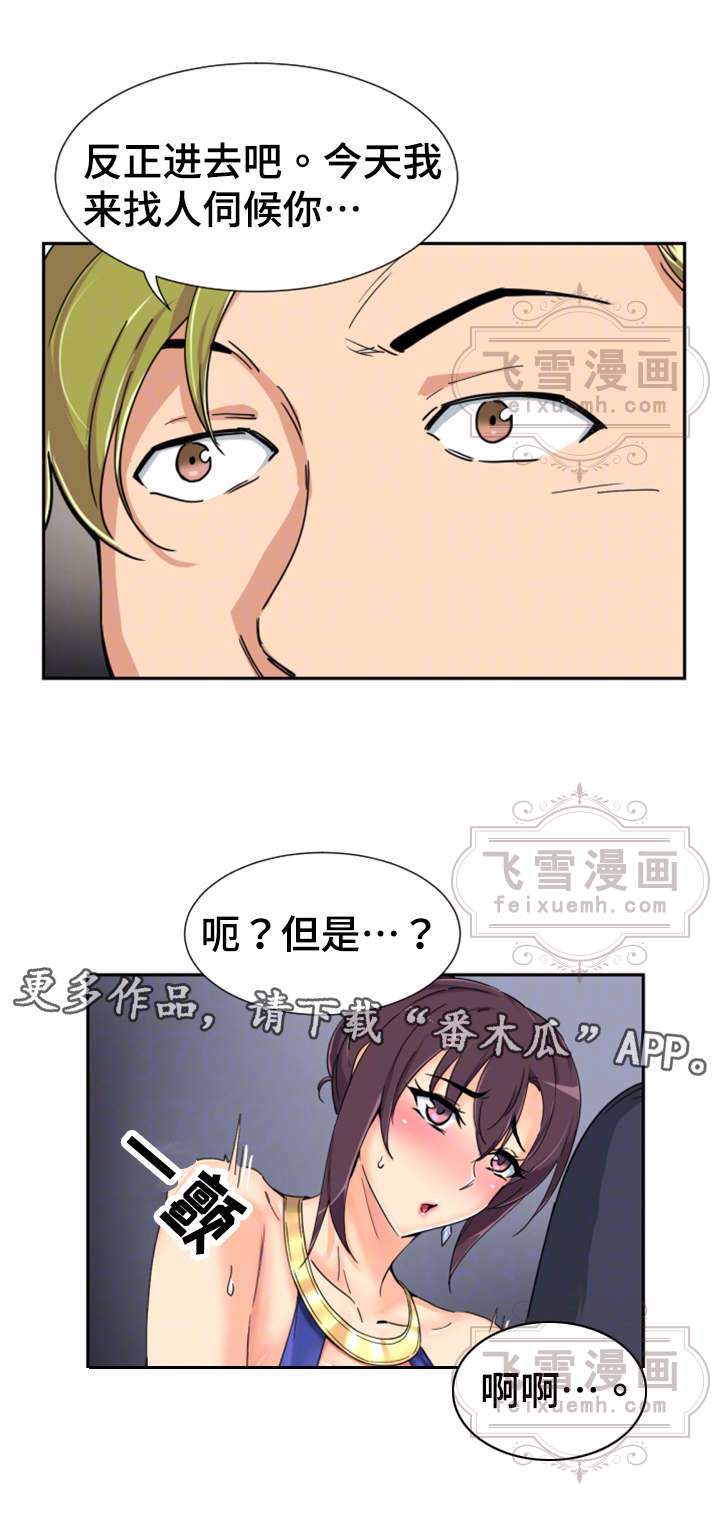 反正进去吧。今天我
来找人伺候你…
飞雪漫画
feixuemh.com
飞雪漫画
feixuemh.com
呃？但是…？
更多作品，请下载“番木瓜”APP。
一颤
飞雪漫画
feixuemh.com
啊啊…。